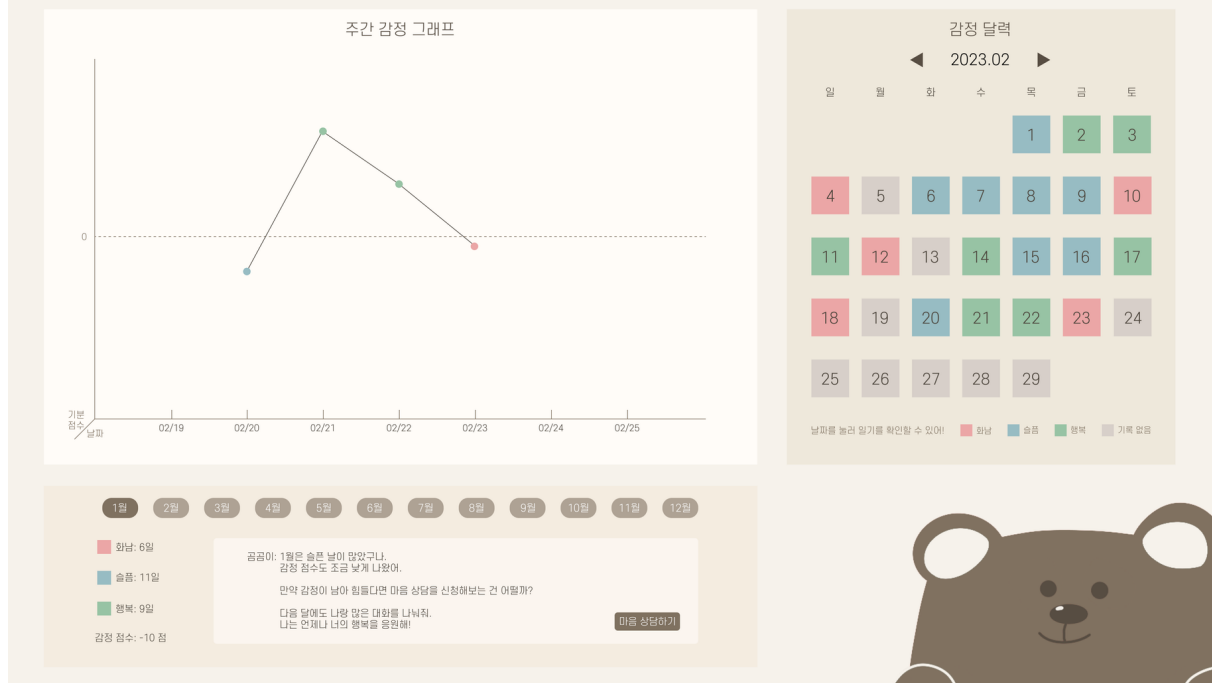 주간 감정 그래프
0
기분
점수
날짜
02/19
02/20
02/21
02/22
02/23
02/24
02/25
감정 달력
◀ 2023.02 ▶
일 월 화 수 목 금 토
1 2 3
4 5 6 7 8 9 10
11 12 13 14 15 16 17
18 19 20 21 22 23 24
25 26 27 28 29
날짜를 눌러 일기를 확인할 수 있어! 화남 슬픔 행복 기록 없음
1월 2월 3월 4월 5월 6월 7월 8월 9월 10월 11월 12월
화남: 6일
슬픔: 11일
행복: 9일
감정 점수: -10 점
곰곰이: 1월은 슬픈 날이 많았구나.
감정 점수도 조금 낮게 나왔어.
만약 감정이 남아 힘들다면 마음 상담을 신청해보는 건 어떨까?
다음 달에도 나랑 많은 대화를 나눠줘.
나는 언제나 너의 행복을 응원해!
마음 상담하기